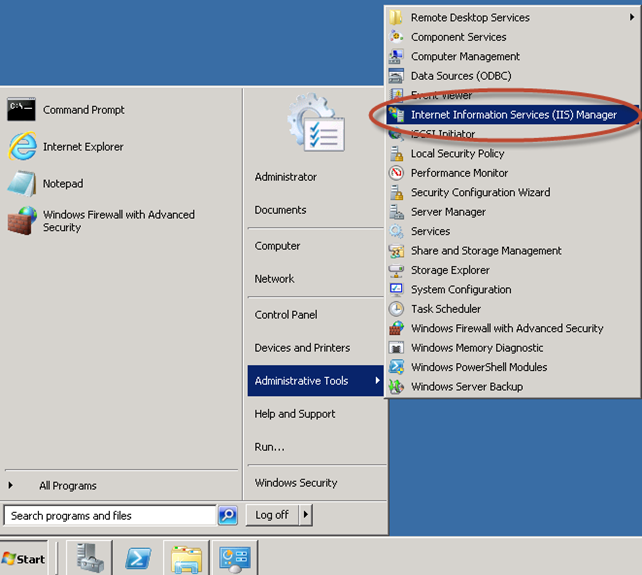 Remote Desktop Services
Component Services
Computer Management
Data Sources (ODBC)
Event Viewer
Internet Information Services (IIS) Manager
iSCSI Initiator
Local Security Policy
Performance Monitor
Security Configuration Wizard
Server Manager
Services
Share and Storage Management
Storage Explorer
System Configuration
Task Scheduler
Windows Firewall with Advanced Security
Windows Memory Diagnostic
Windows PowerShell Modules
Windows Server Backup
Command Prompt
Internet Explorer
Notepad
Windows Firewall with Advanced
Security
All Programs
Search programs and files
Administrator
Documents
Computer
Network
Control Panel
Devices and Printers
Administrative Tools
Help and Support
Run...
Windows Security
Log off
Start